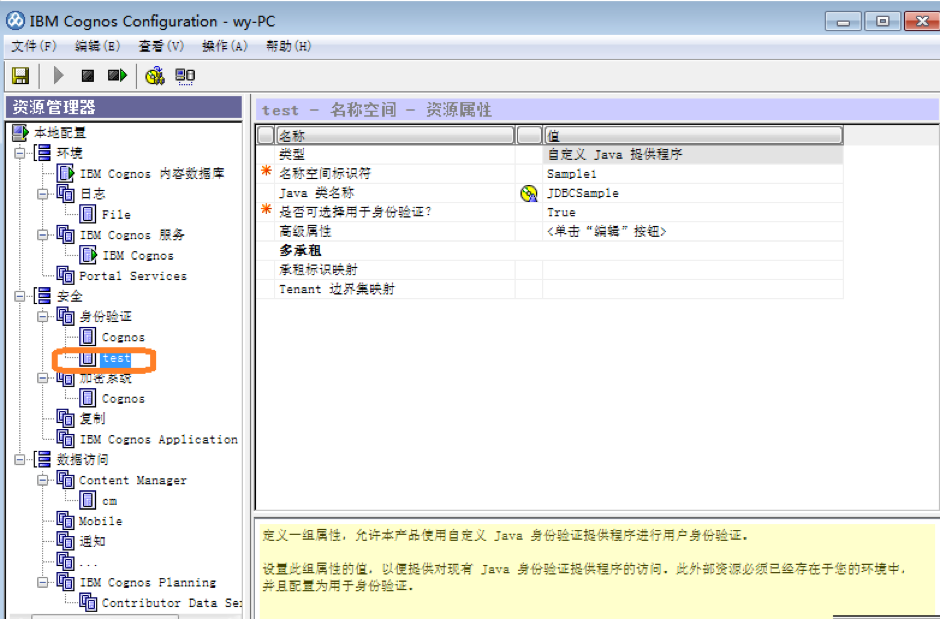 IBM Cognos Configuration - wy-PC
文件(F) 编辑(E) 查看(V) 操作(A) 帮助(H)
资源管理器
本地配置
环境
IBM Cognos 内容数据库
日志
File
IBM Cognos 服务
IBM Cognos
Portal Services
安全
身份验证
Cognos
test
加密系统
Cognos
复制
IBM Cognos Application
数据访问
Content Manager
cm
Mobile
通知
...
IBM Cognos Planning
Contributor Data Se
test - 名称空间 - 资源属性
名称 值
类型 自定义 Java 提供程序
* 名称空间标识符 Sample1
Java 类名称 JDBCSample
* 是否可选择用于身份验证? True
高级属性 <单击“编辑”按钮>
多承租
承租标识映射
Tenant 边界集映射
定义一组属性，允许本产品使用自定义 Java 身份验证提供程序进行用户身份验证.
设置此组属性的值，以便提供对现有 Java 身份验证提供程序的访问. 此外部资源必须已经存在于您的环境中，
并且配置为用于身份验证.